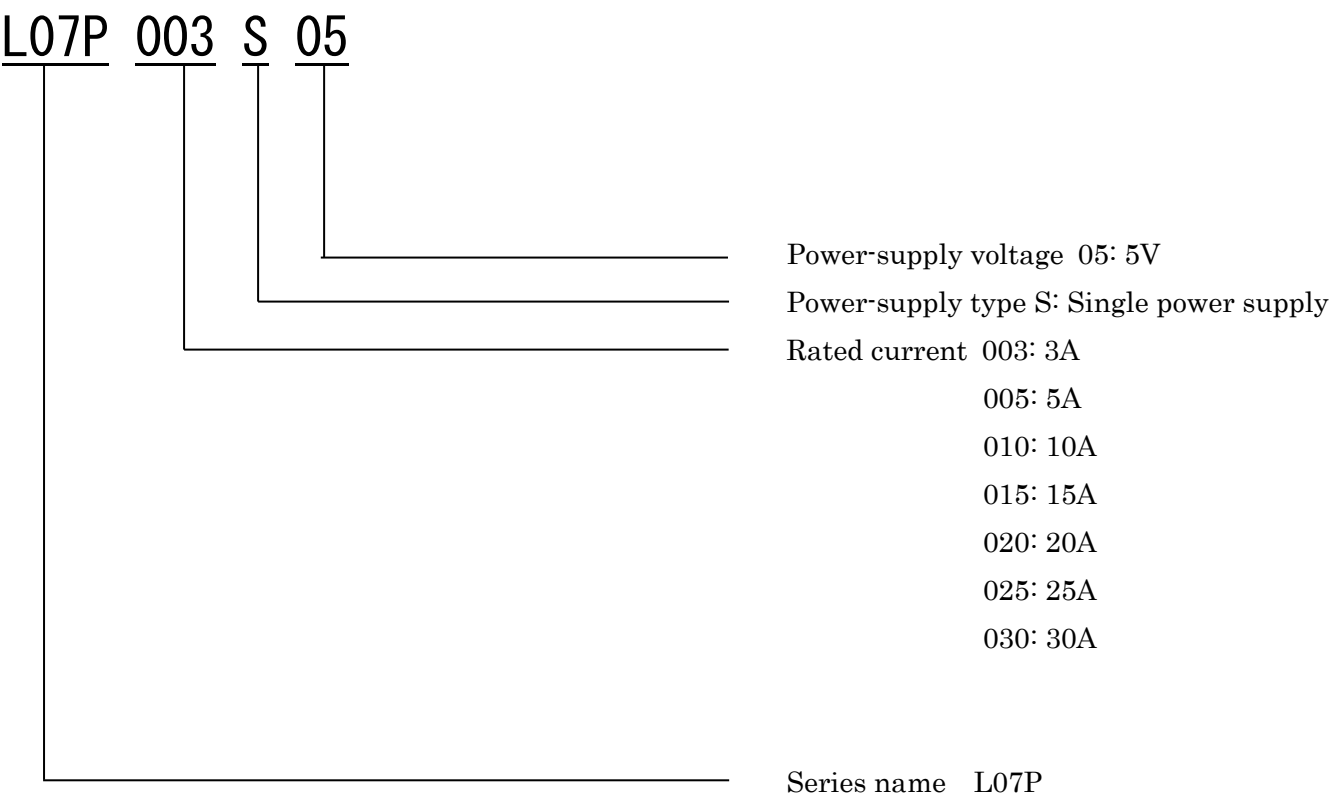 L07P 003 S 05
Power-supply voltage 05: 5V
Power-supply type S: Single power supply
Rated current 003: 3A
005: 5A
010: 10A
015: 15A
020: 20A
025: 25A
030: 30A
Series name L07P